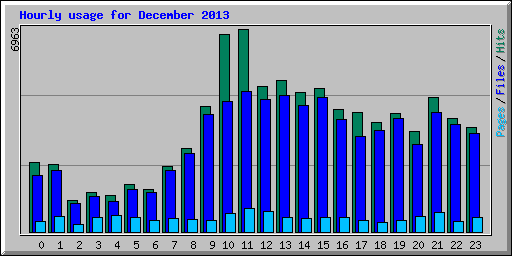 Hourly usage for December 2013
6963
Pages / Files / Hits
0 1 2 3 4 5 6 7 8 9 10 11 12 13 14 15 16 17 18 19 20 21 22 23